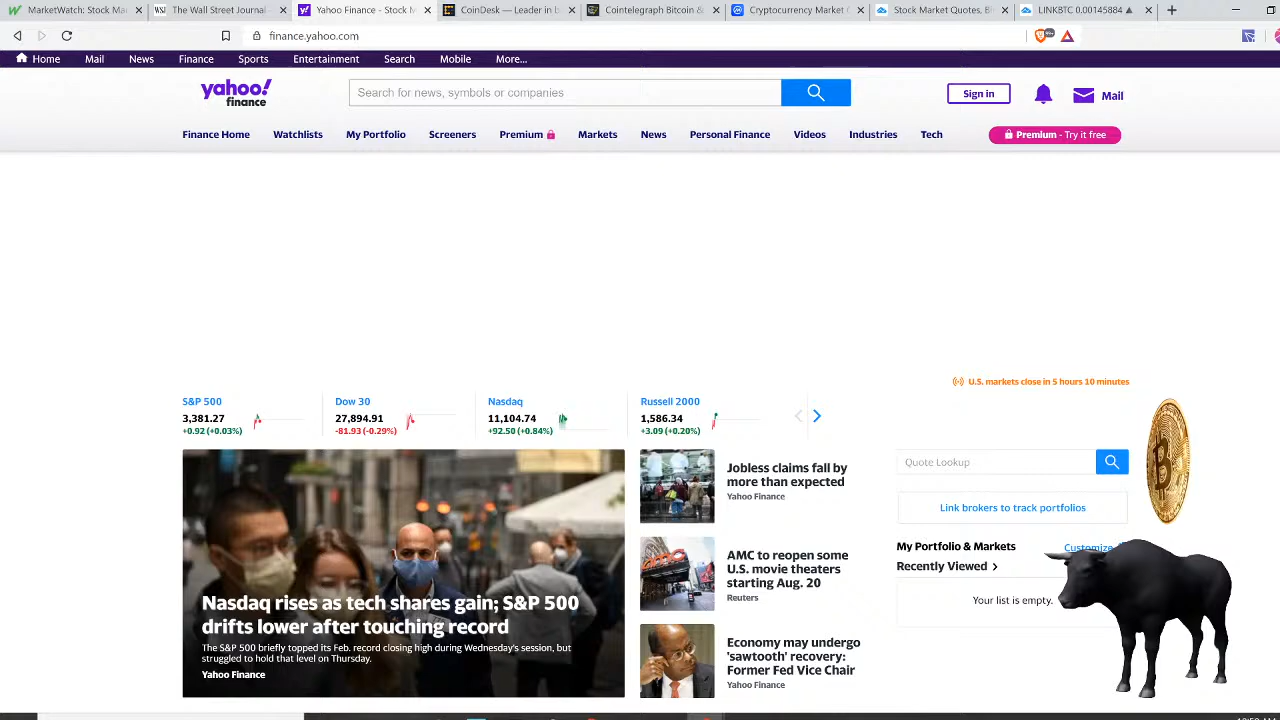 MarketWatch: Stock Mar
The Wall Street Journal
Yahoo Finance - Stock M
CoinDesk — Leader in b
Cointelegraph Bitcoin &
Cryptocurrency Market C
Stock Market Quotes, E
LINKBTC 0.00145884 ▲
finance.yahoo.com
Home Mail News Finance Sports Entertainment Search Mobile More...
yahoo!
finance
Search for news, symbols or companies
Sign in
Mail
Finance Home Watchlists My Portfolio Screeners Premium Markets News Personal Finance Videos Industries Tech
Premium - Try it free
U.S. markets close in 5 hours 10 minutes
S&P 500
3,381.27
+0.92 (+0.03%)
Dow 30
27,894.91
-81.93 (-0.29%)
Nasdaq
11,104.74
+92.50 (+0.84%)
Russell 2000
1,586.34
+3.09 (+0.20%)
Nasdaq rises as tech shares gain; S&P 500
drifts lower after touching record
The S&P 500 briefly topped its Feb. record closing high during Wednesday's session, but
struggled to hold that level on Thursday.
Yahoo Finance
Jobless claims fall by
more than expected
Yahoo Finance
AMC to reopen some
U.S. movie theaters
starting Aug. 20
Reuters
Economy may undergo
'sawtooth' recovery:
Former Fed Vice Chair
Yahoo Finance
Quote Lookup
Link brokers to track portfolios
My Portfolio & Markets
Customize
Recently Viewed
Your list is empty.